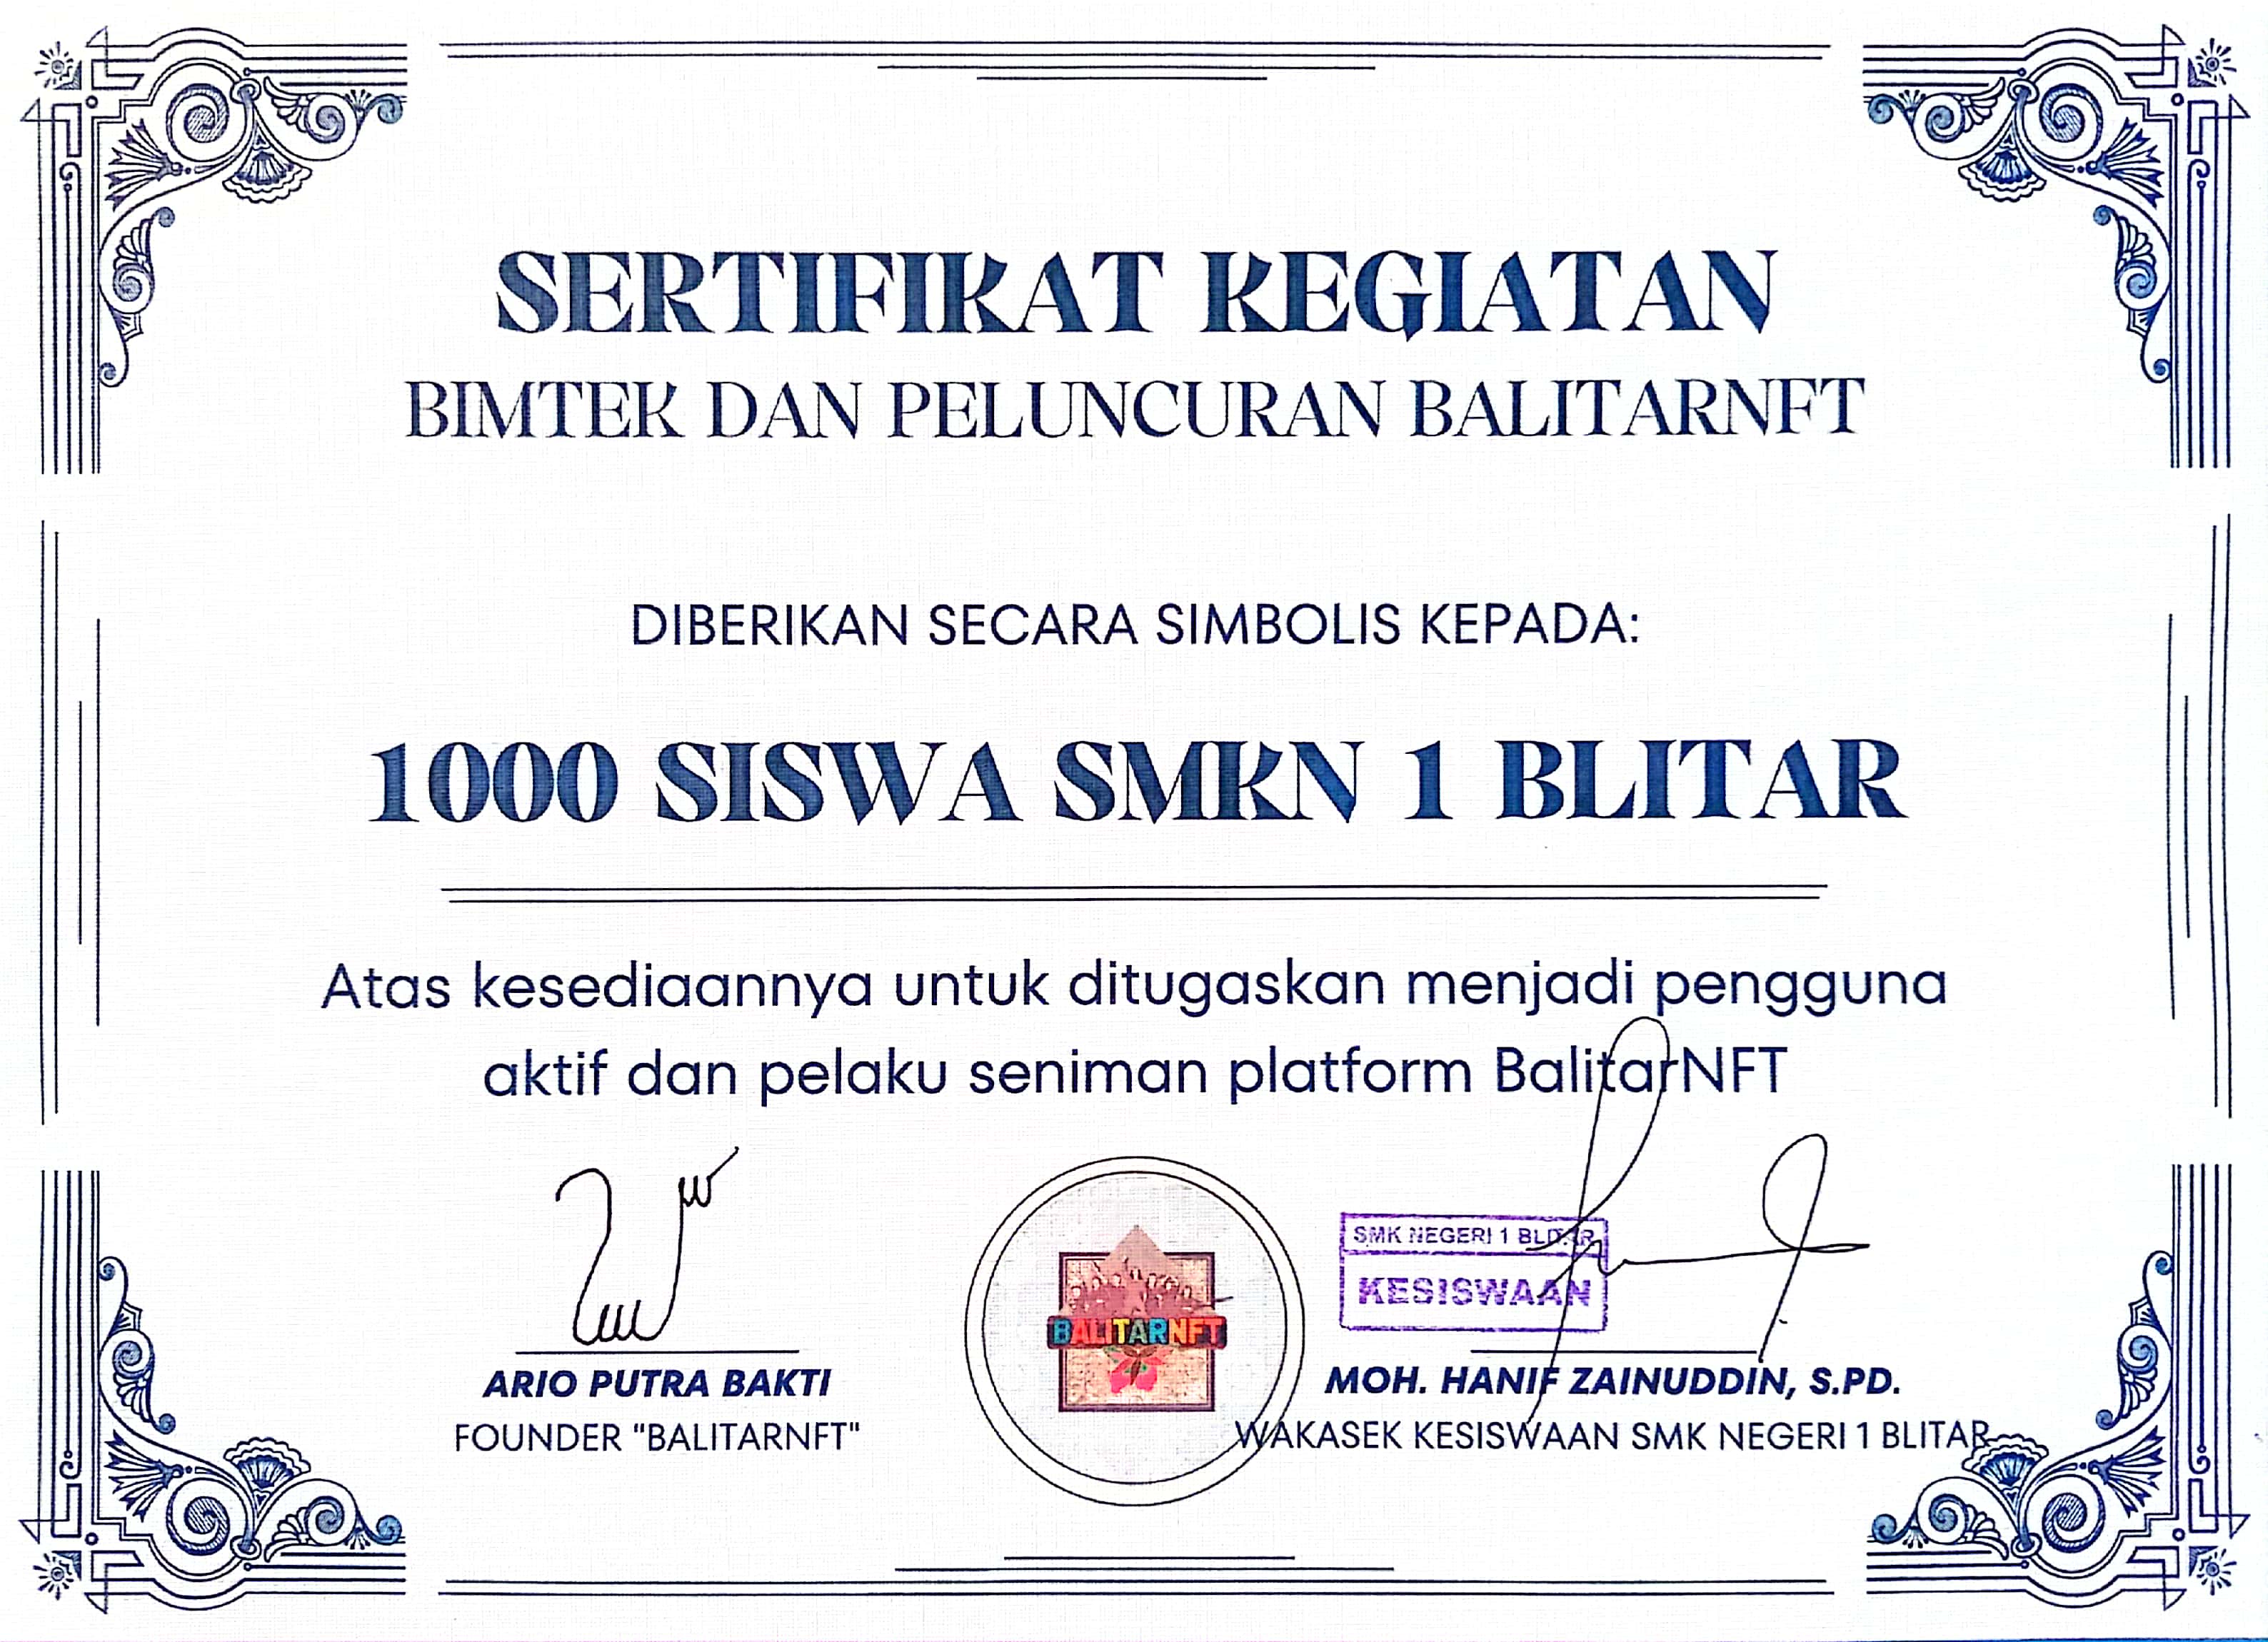 SERTIFIKAT KEGIATAN
BIMTEK DAN PELUNCURAN BALITARNFT
DIBERIKAN SECARA SIMBOLIS KEPADA:
1000 SISWA SMKN 1 BLITAR
Atas kesediaannya untuk ditugaskan menjadi pengguna
aktif dan pelaku seniman platform BalitarNFT
SMK NEGERI 1 BLITAR
KESISWAAN
BALITARNFT
ARIO PUTRA BAKTI
FOUNDER "BALITARNFT"
MOH. HANIF ZAINUDDIN, S.PD.
WAKASEK KESISWAAN SMK NEGERI 1 BLITAR